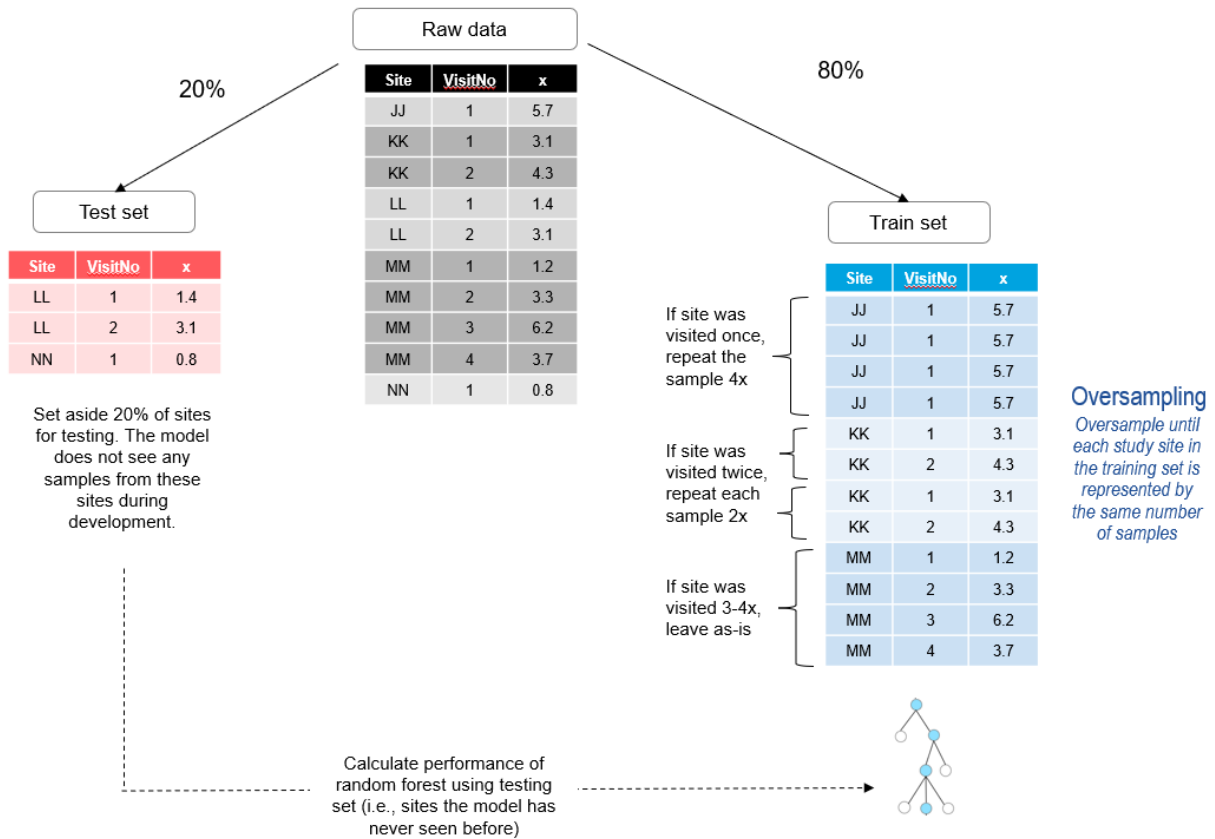 Raw data
20%
80%
Site VisitNo x
JJ 1 5.7
KK 1 3.1
KK 2 4.3
LL 1 1.4
LL 2 3.1
MM 1 1.2
MM 2 3.3
MM 3 6.2
MM 4 3.7
NN 1 0.8
Test set
Site VisitNo x
LL 1 1.4
LL 2 3.1
NN 1 0.8
Set aside 20% of sites
for testing. The model
does not see any
samples from these
sites during
development.
Train set
Site VisitNo x
JJ 1 5.7
JJ 1 5.7
JJ 1 5.7
JJ 1 5.7
KK 1 3.1
KK 2 4.3
KK 1 3.1
KK 2 4.3
MM 1 1.2
MM 2 3.3
MM 3 6.2
MM 4 3.7
If site was
visited once,
repeat the
sample 4x
If site was
visited twice,
repeat each
sample 2x
If site was
visited 3-4x,
leave as-is
Oversampling
Oversample until
each study site in
the training set is
represented by
the same number
of samples
Calculate performance of
random forest using testing
set (i.e., sites the model has
never seen before)